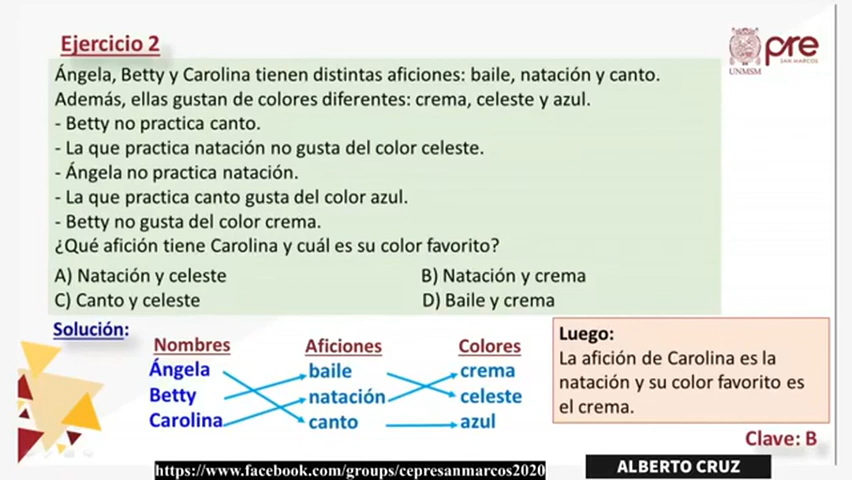 Ejercicio 2
Ángela, Betty y Carolina tienen distintas aficiones: baile, natación y canto.
Además, ellas gustan de colores diferentes: crema, celeste y azul.
- Betty no practica canto.
- La que practica natación no gusta del color celeste.
- Ángela no practica natación.
- La que practica canto gusta del color azul.
- Betty no gusta del color crema.
¿Qué afición tiene Carolina y cuál es su color favorito?
A) Natación y celeste
B) Natación y crema
C) Canto y celeste
D) Baile y crema
UNMSM
pre
SAN MARCOS
Solución:
Nombres Aficiones Colores
Ángela baile crema
Betty natación celeste
Carolina canto azul
Luego:
La afición de Carolina es la
natación y su color favorito es
el crema.
Clave: B
https://www.facebook.com/groups/cepresanmarcos2020
ALBERTO CRUZ